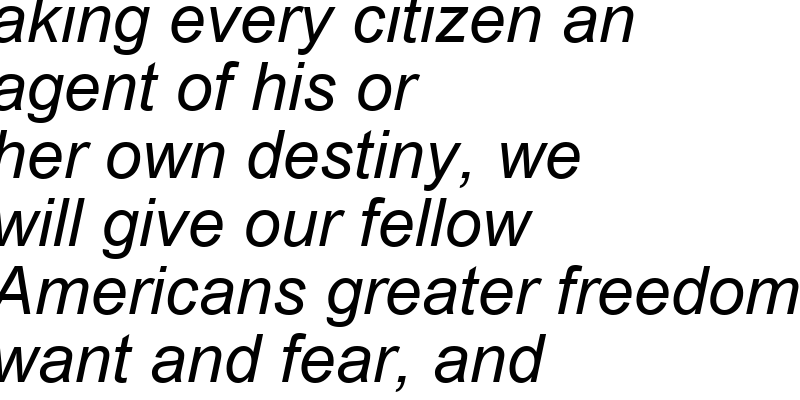 aking every citizen an
agent of his or
her own destiny, we
will give our fellow
Americans greater freedom
want and fear, and